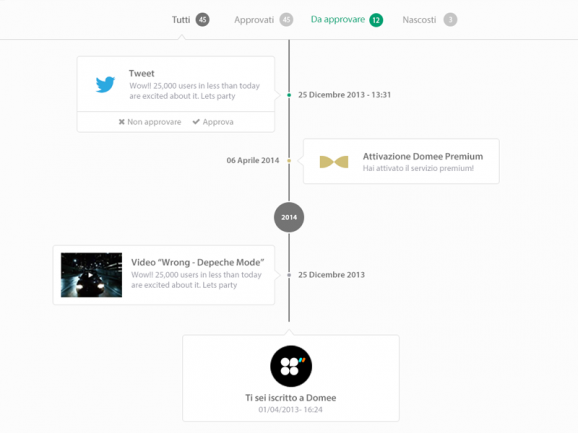 Tutti 45 Approvati 45 Da approvare 12 Nascosti 3
Tweet
Wow!! 25,000 users in less than today
are excited about it. Lets party
25 Dicembre 2013 - 13:31
Non approvare Approva
06 Aprile 2014
Attivazione Domee Premium
Hai attivato il servizio premium!
2014
Video “Wrong - Depeche Mode”
Wow!! 25,000 users in less than today
are excited about it. Lets party
25 Dicembre 2013
Ti sei iscritto a Domee
01/04/2013- 16:24